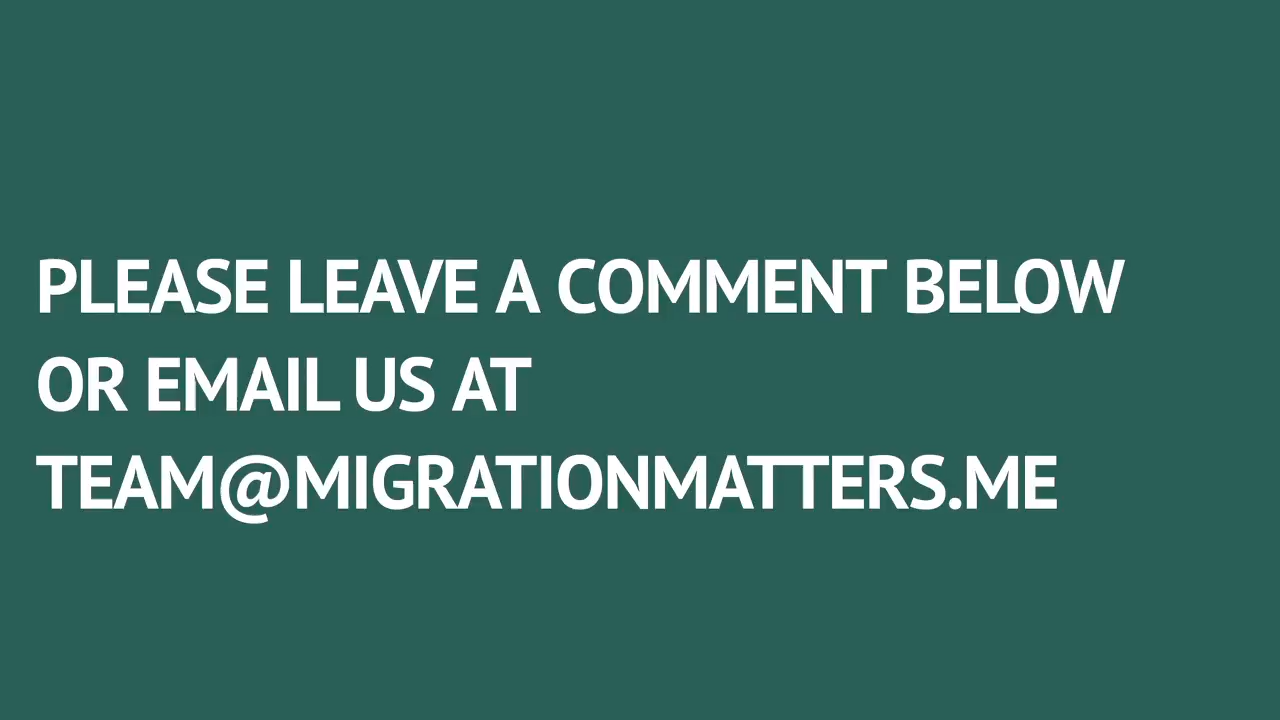 PLEASE LEAVE A COMMENT BELOW
OR EMAIL US AT
TEAM@MIGRATIONMATTERS.ME